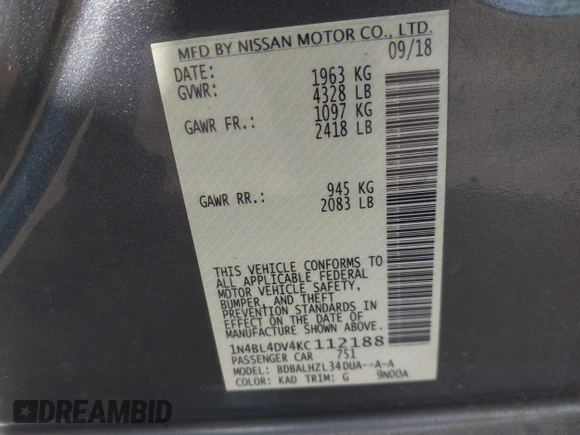 MFD BY NISSAN MOTOR CO., LTD.
DATE: 09/18
GVWR: 1963 KG
4328 LB
GAWR FR.: 1097 KG
2418 LB
GAWR RR.: 945 KG
2083 LB
THIS VEHICLE CONFORMS TO
ALL APPLICABLE FEDERAL
MOTOR VEHICLE SAFETY,
BUMPER, AND THEFT
PREVENTION STANDARDS IN
EFFECT ON THE DATE OF
MANUFACTURE SHOWN ABOVE.
1N4BL4DV4KC112188
PASSENGER CAR 751
MODEL: BDBALHZL34DUA--A-A
COLOR: KAD TRIM: G 9N00A
BIDFAX.INFO